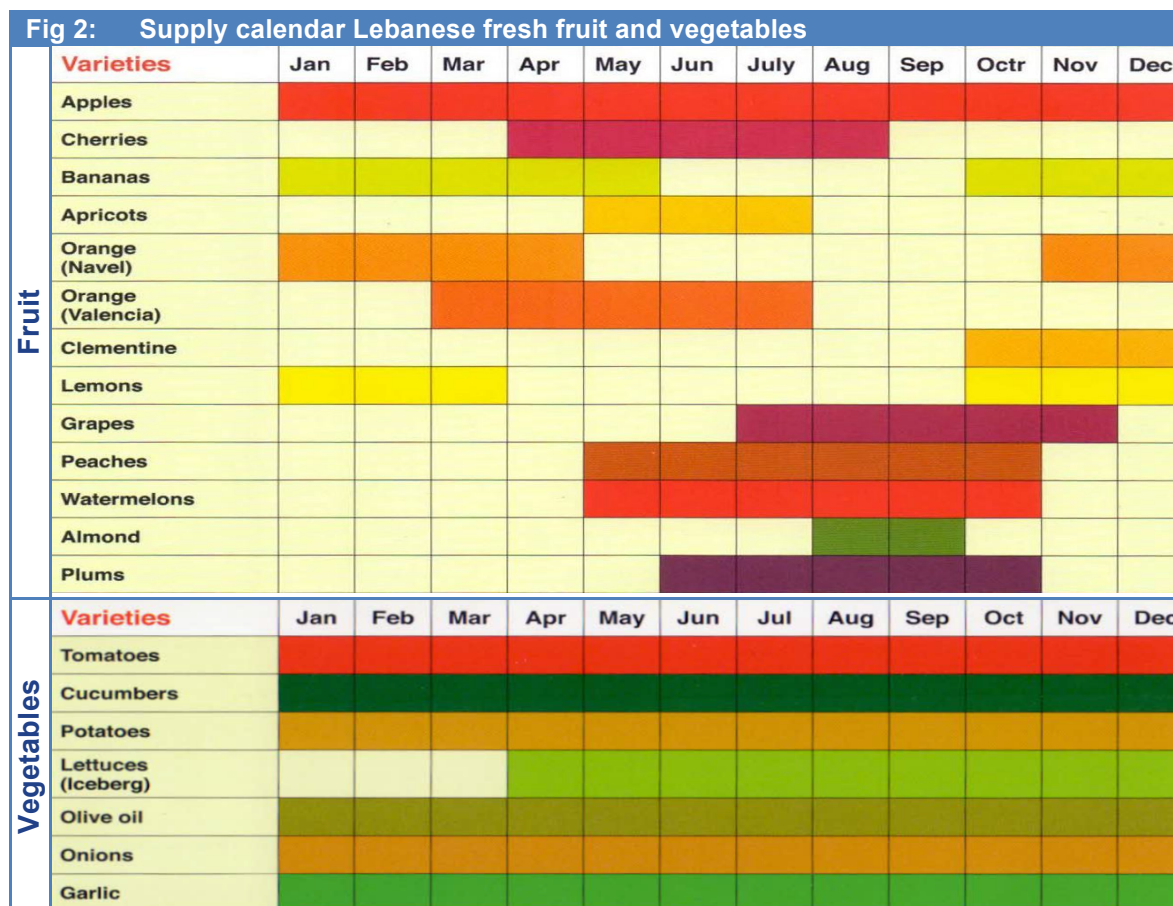 Fig 2: Supply calendar Lebanese fresh fruit and vegetables
Fruit
Varieties Jan Feb Mar Apr May Jun July Aug Sep Octr Nov Dec
Apples
Cherries
Bananas
Apricots
Orange
(Navel)
Orange
(Valencia)
Clementine
Lemons
Grapes
Peaches
Watermelons
Almond
Plums
Vegetables
Varieties Jan Feb Mar Apr May Jun Jul Aug Sep Oct Nov Dec
Tomatoes
Cucumbers
Potatoes
Lettuces
(Iceberg)
Olive oil
Onions
Garlic